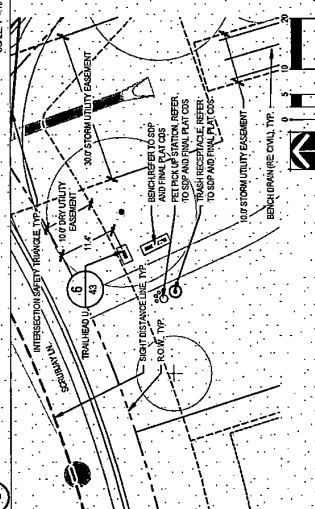 INTERSECTION SAFETY TRIANGLE, TYP.
10.0' DRY UTILITY
EASEMENT
11.4'
30.0' STORM UTILITY EASEMENT
6
43
TRAILHEAD U.
SIGHT DISTANCE LINE, TYP.
R.O.W., TYP.
BENCH, REFER TO SDP
AND FINAL PLAT CDS
PET PICK UP STATION, REFER
TO SDP AND FINAL PLAT CDS
TRASH RECEPTACLE, REFER
TO SDP AND FINAL PLAT CDS
10.0' STORM UTILITY EASEMENT
BENCH DRAIN (RE: CIVIL), TYP.
0 5 10 20